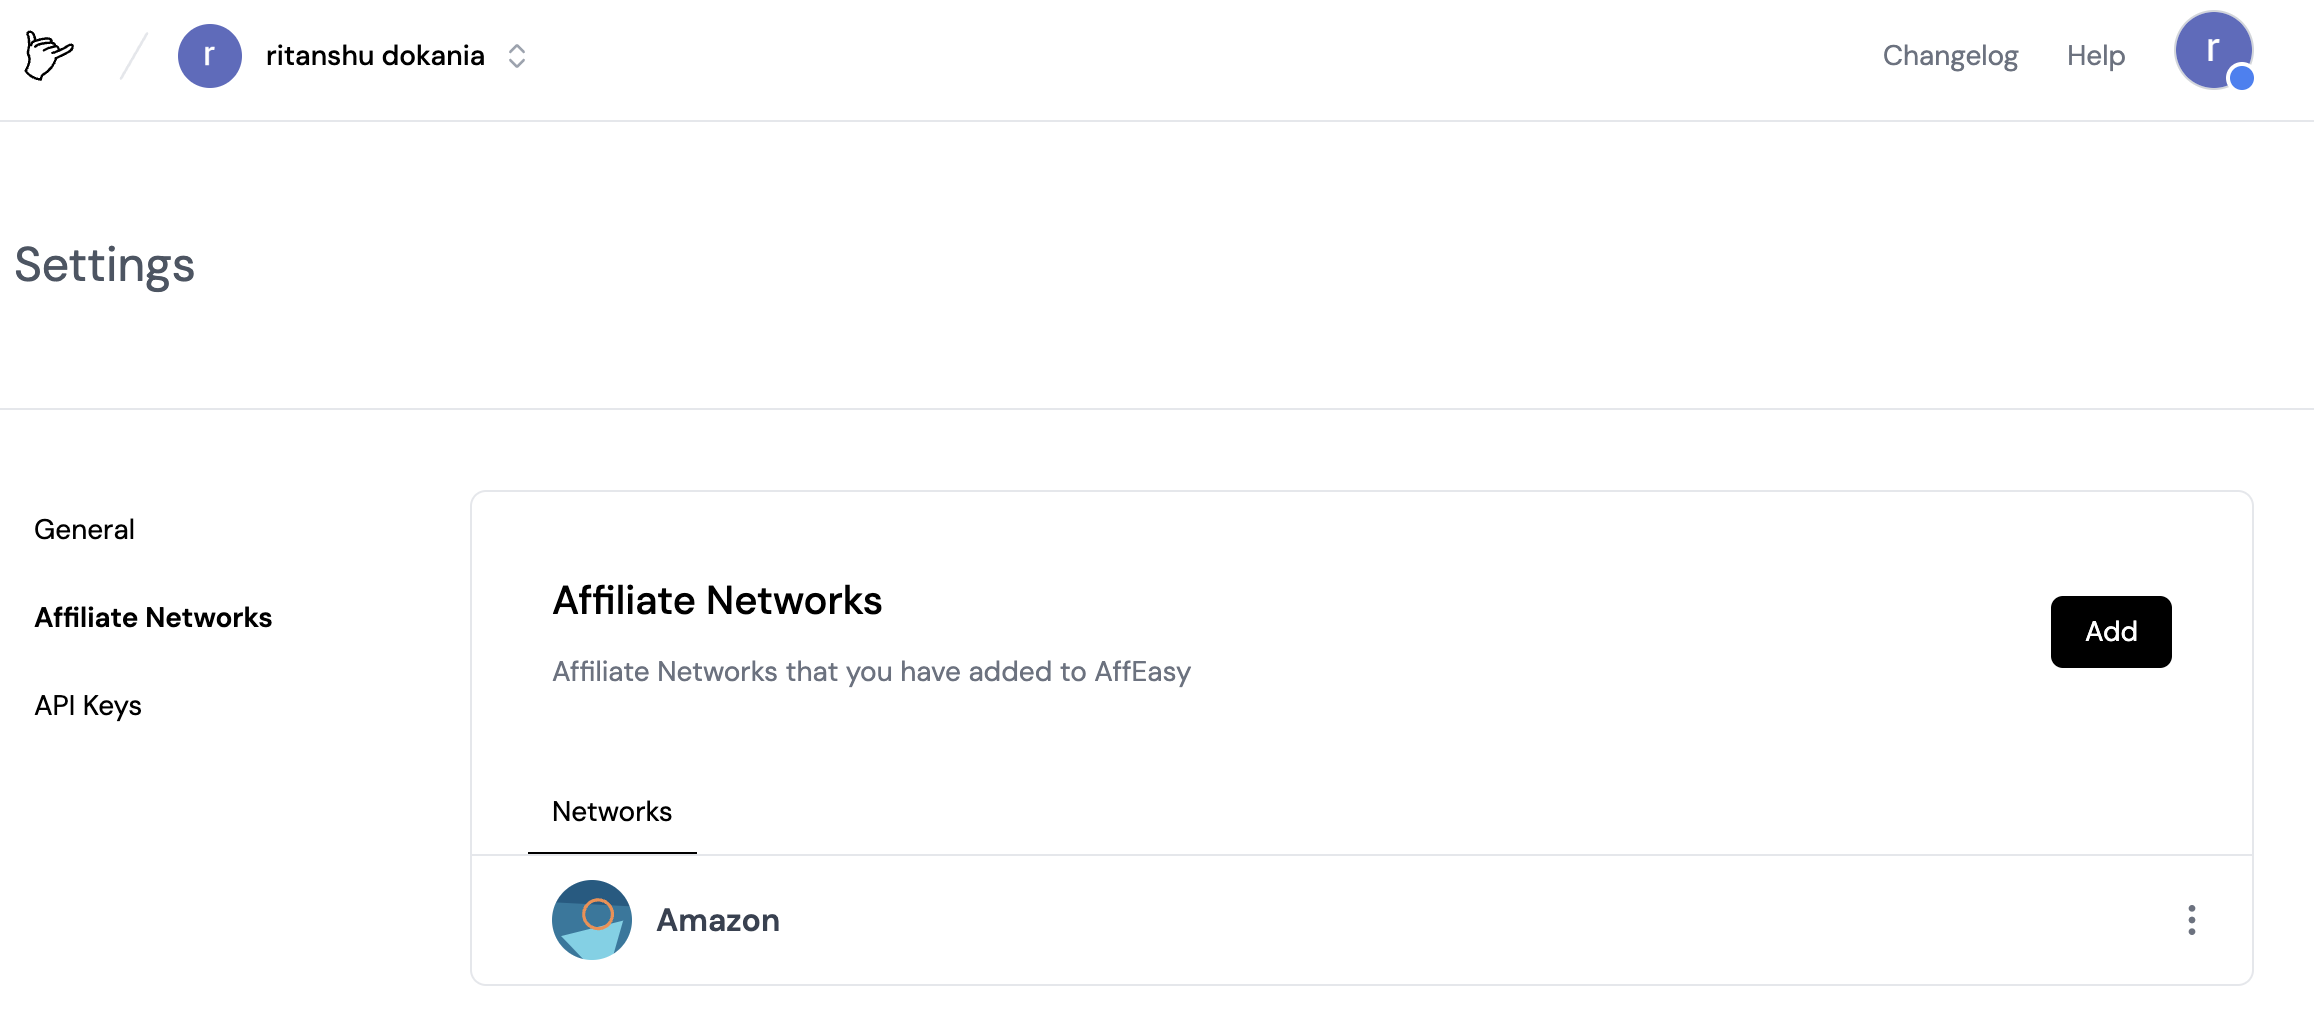 r
ritanshu dokania
Changelog
Help
r
Settings
General
Affiliate Networks
API Keys
Affiliate Networks
Affiliate Networks that you have added to AffEasy
Add
Networks
Amazon